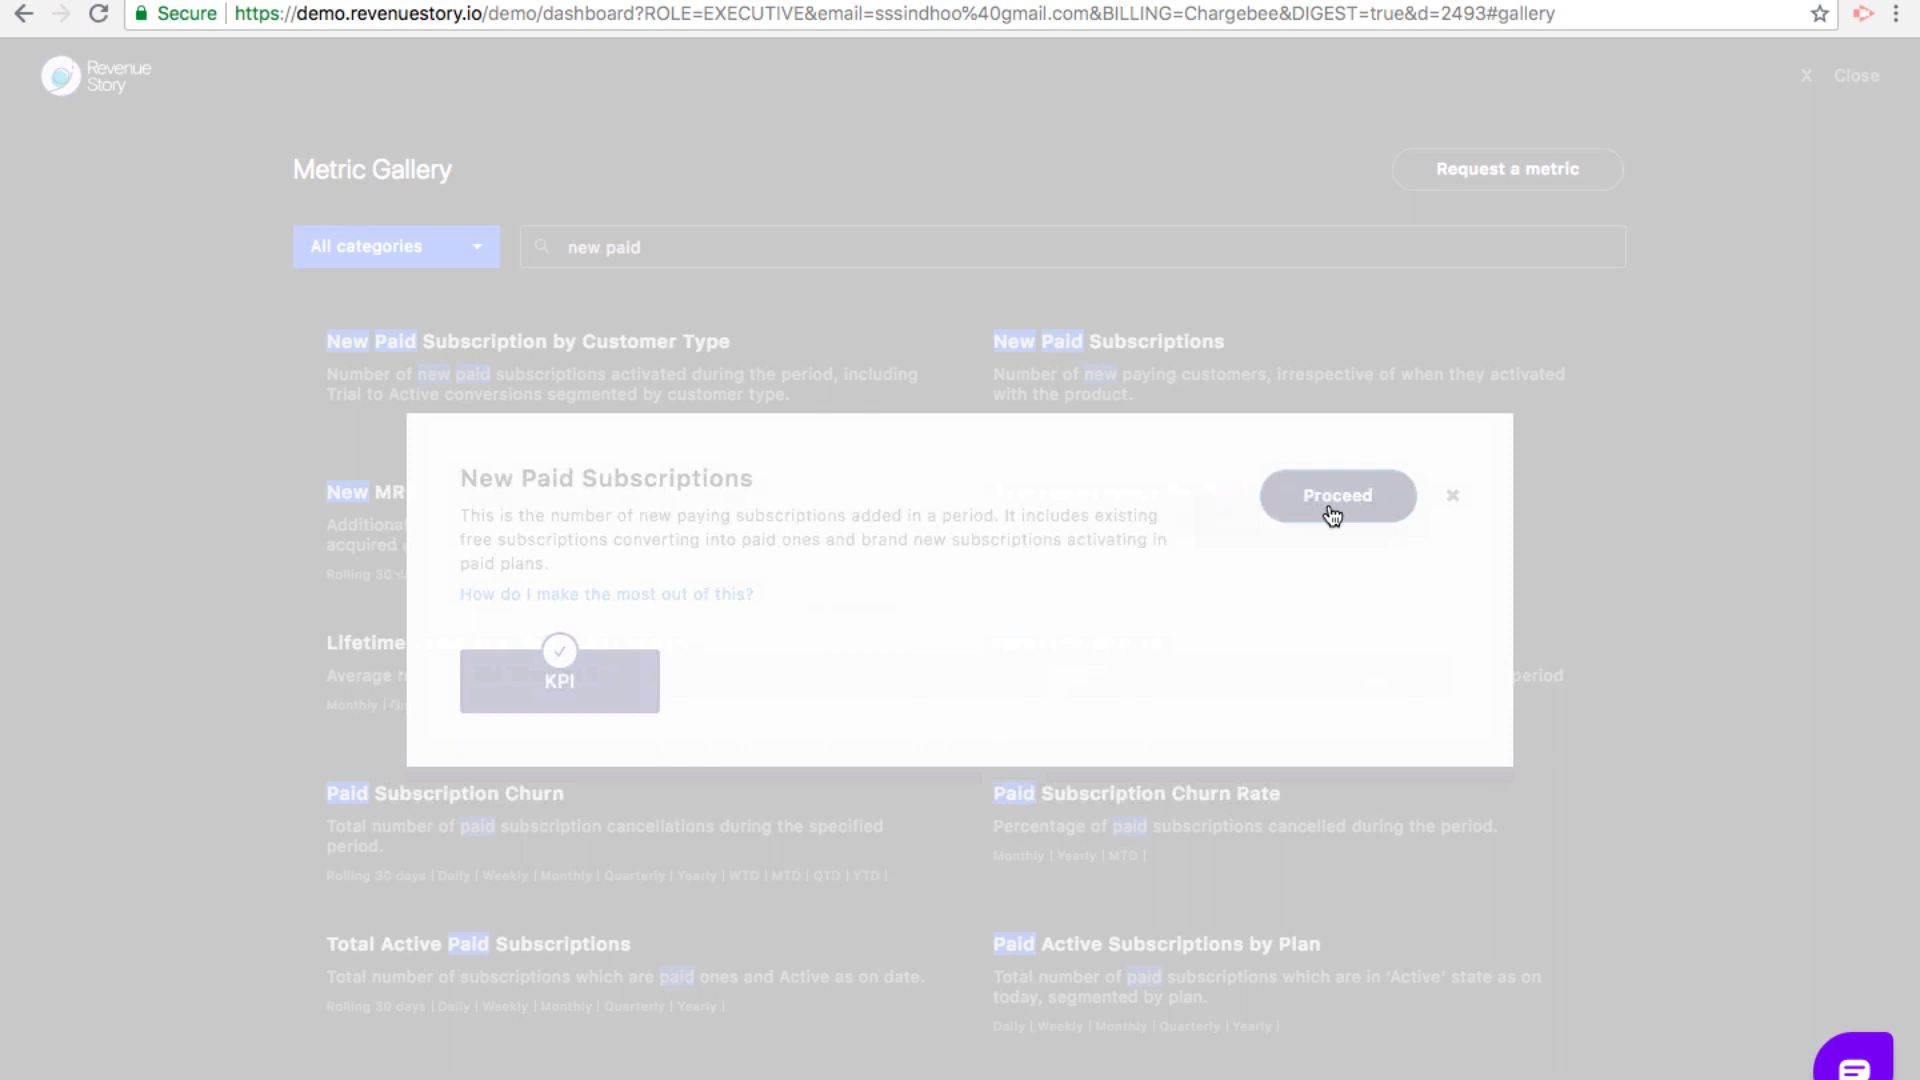 Secure https://demo.revenuestory.io/demo/dashboard?ROLE=EXECUTIVE&email=sssindhoo%40gmail.com&BILLING=Chargebee&DIGEST=true&d=2493#gallery
Revenue
Story
X Close
Metric Gallery
Request a metric
All categories
new paid
New Paid Subscription by Customer Type
Number of new paid subscriptions activated during the period, including
Trial to Active conversions segmented by customer type.
New Paid Subscriptions
Number of new paying customers, irrespective of when they activated
with the product.
New Paid Subscriptions
This is the number of new paying subscriptions added in a period. It includes existing
free subscriptions converting into paid ones and brand new subscriptions activating in
paid plans.
How do I make the most out of this?
Proceed
KPI
New MR
Additional
acquired
Rolling 30
Lifetime
Average r
Monthly |
period
Paid Subscription Churn
Total number of paid subscription cancellations during the specified
period.
Rolling 30 days | Daily | Weekly | Monthly | Quarterly | Yearly | WTD | MTD | QTD | YTD |
Paid Subscription Churn Rate
Percentage of paid subscriptions cancelled during the period.
Monthly | Yearly | MTD |
Total Active Paid Subscriptions
Total number of subscriptions which are paid ones and Active as on date.
Rolling 30 days | Daily | Weekly | Monthly | Quarterly | Yearly |
Paid Active Subscriptions by Plan
Total number of paid subscriptions which are in 'Active' state as on
today, segmented by plan.
Daily | Weekly | Monthly | Quarterly | Yearly |